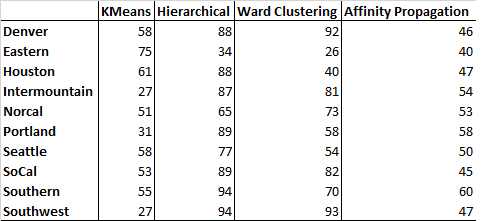 KMeans Hierarchical Ward Clustering Affinity Propagation
Denver 58 88 92 46
Eastern 75 34 26 40
Houston 61 88 40 47
Intermountain 27 87 81 54
Norcal 51 65 73 53
Portland 31 89 58 58
Seattle 58 77 54 50
SoCal 53 89 82 45
Southern 55 94 70 60
Southwest 27 94 93 47